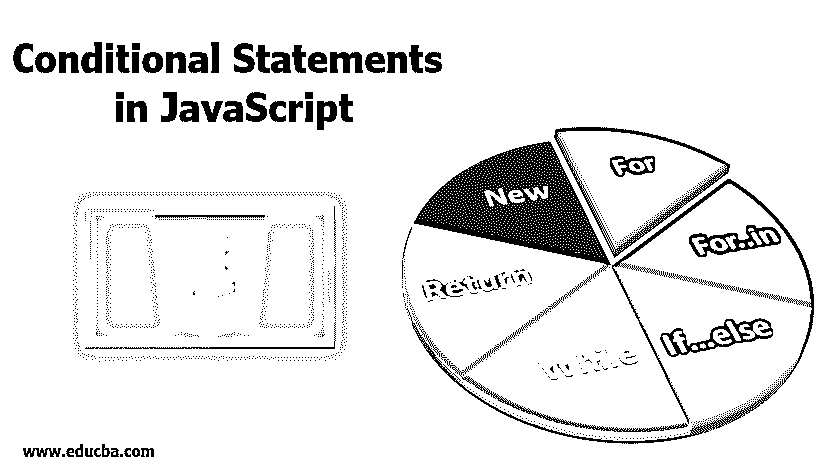 Conditional Statements
in JavaScript
New
For
For..in
Return
While
If...else
www.educba.com